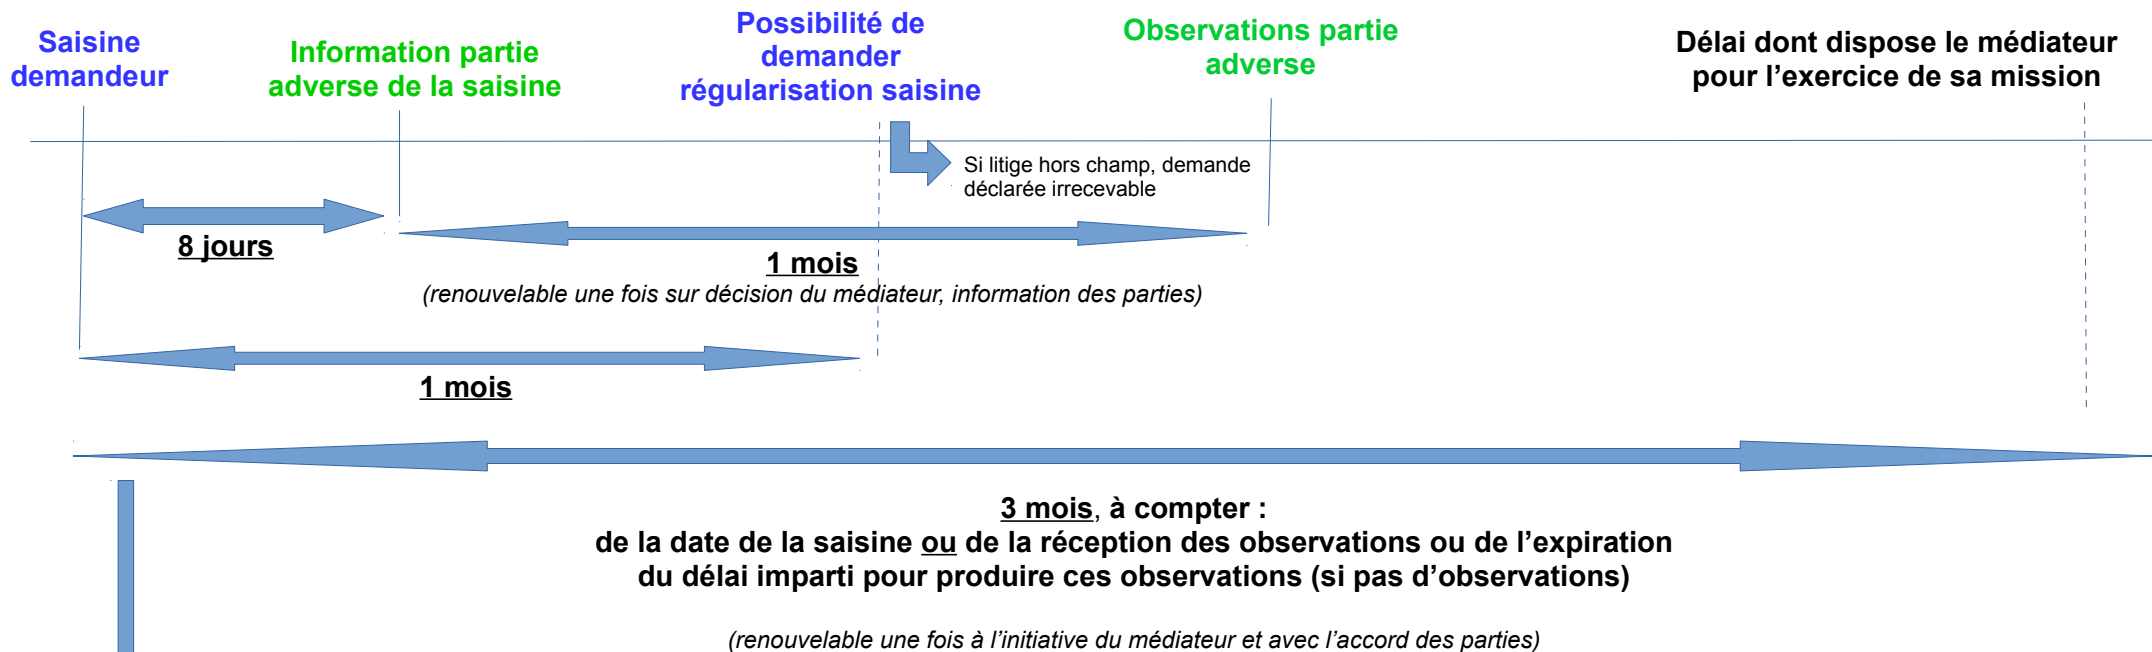 Saisine
demandeur
Information partie
adverse de la saisine
Possibilité de
demander
régularisation saisine
Observations partie
adverse
Délai dont dispose le médiateur
pour l’exercice de sa mission
Si litige hors champ, demande
déclarée irrecevable
8 jours
1 mois
(renouvelable une fois sur décision du médiateur, information des parties)
1 mois
3 mois, à compter :
de la date de la saisine ou de la réception des observations ou de l’expiration
du délai imparti pour produire ces observations (si pas d’observations)
(renouvelable une fois à l’initiative du médiateur et avec l’accord des parties)